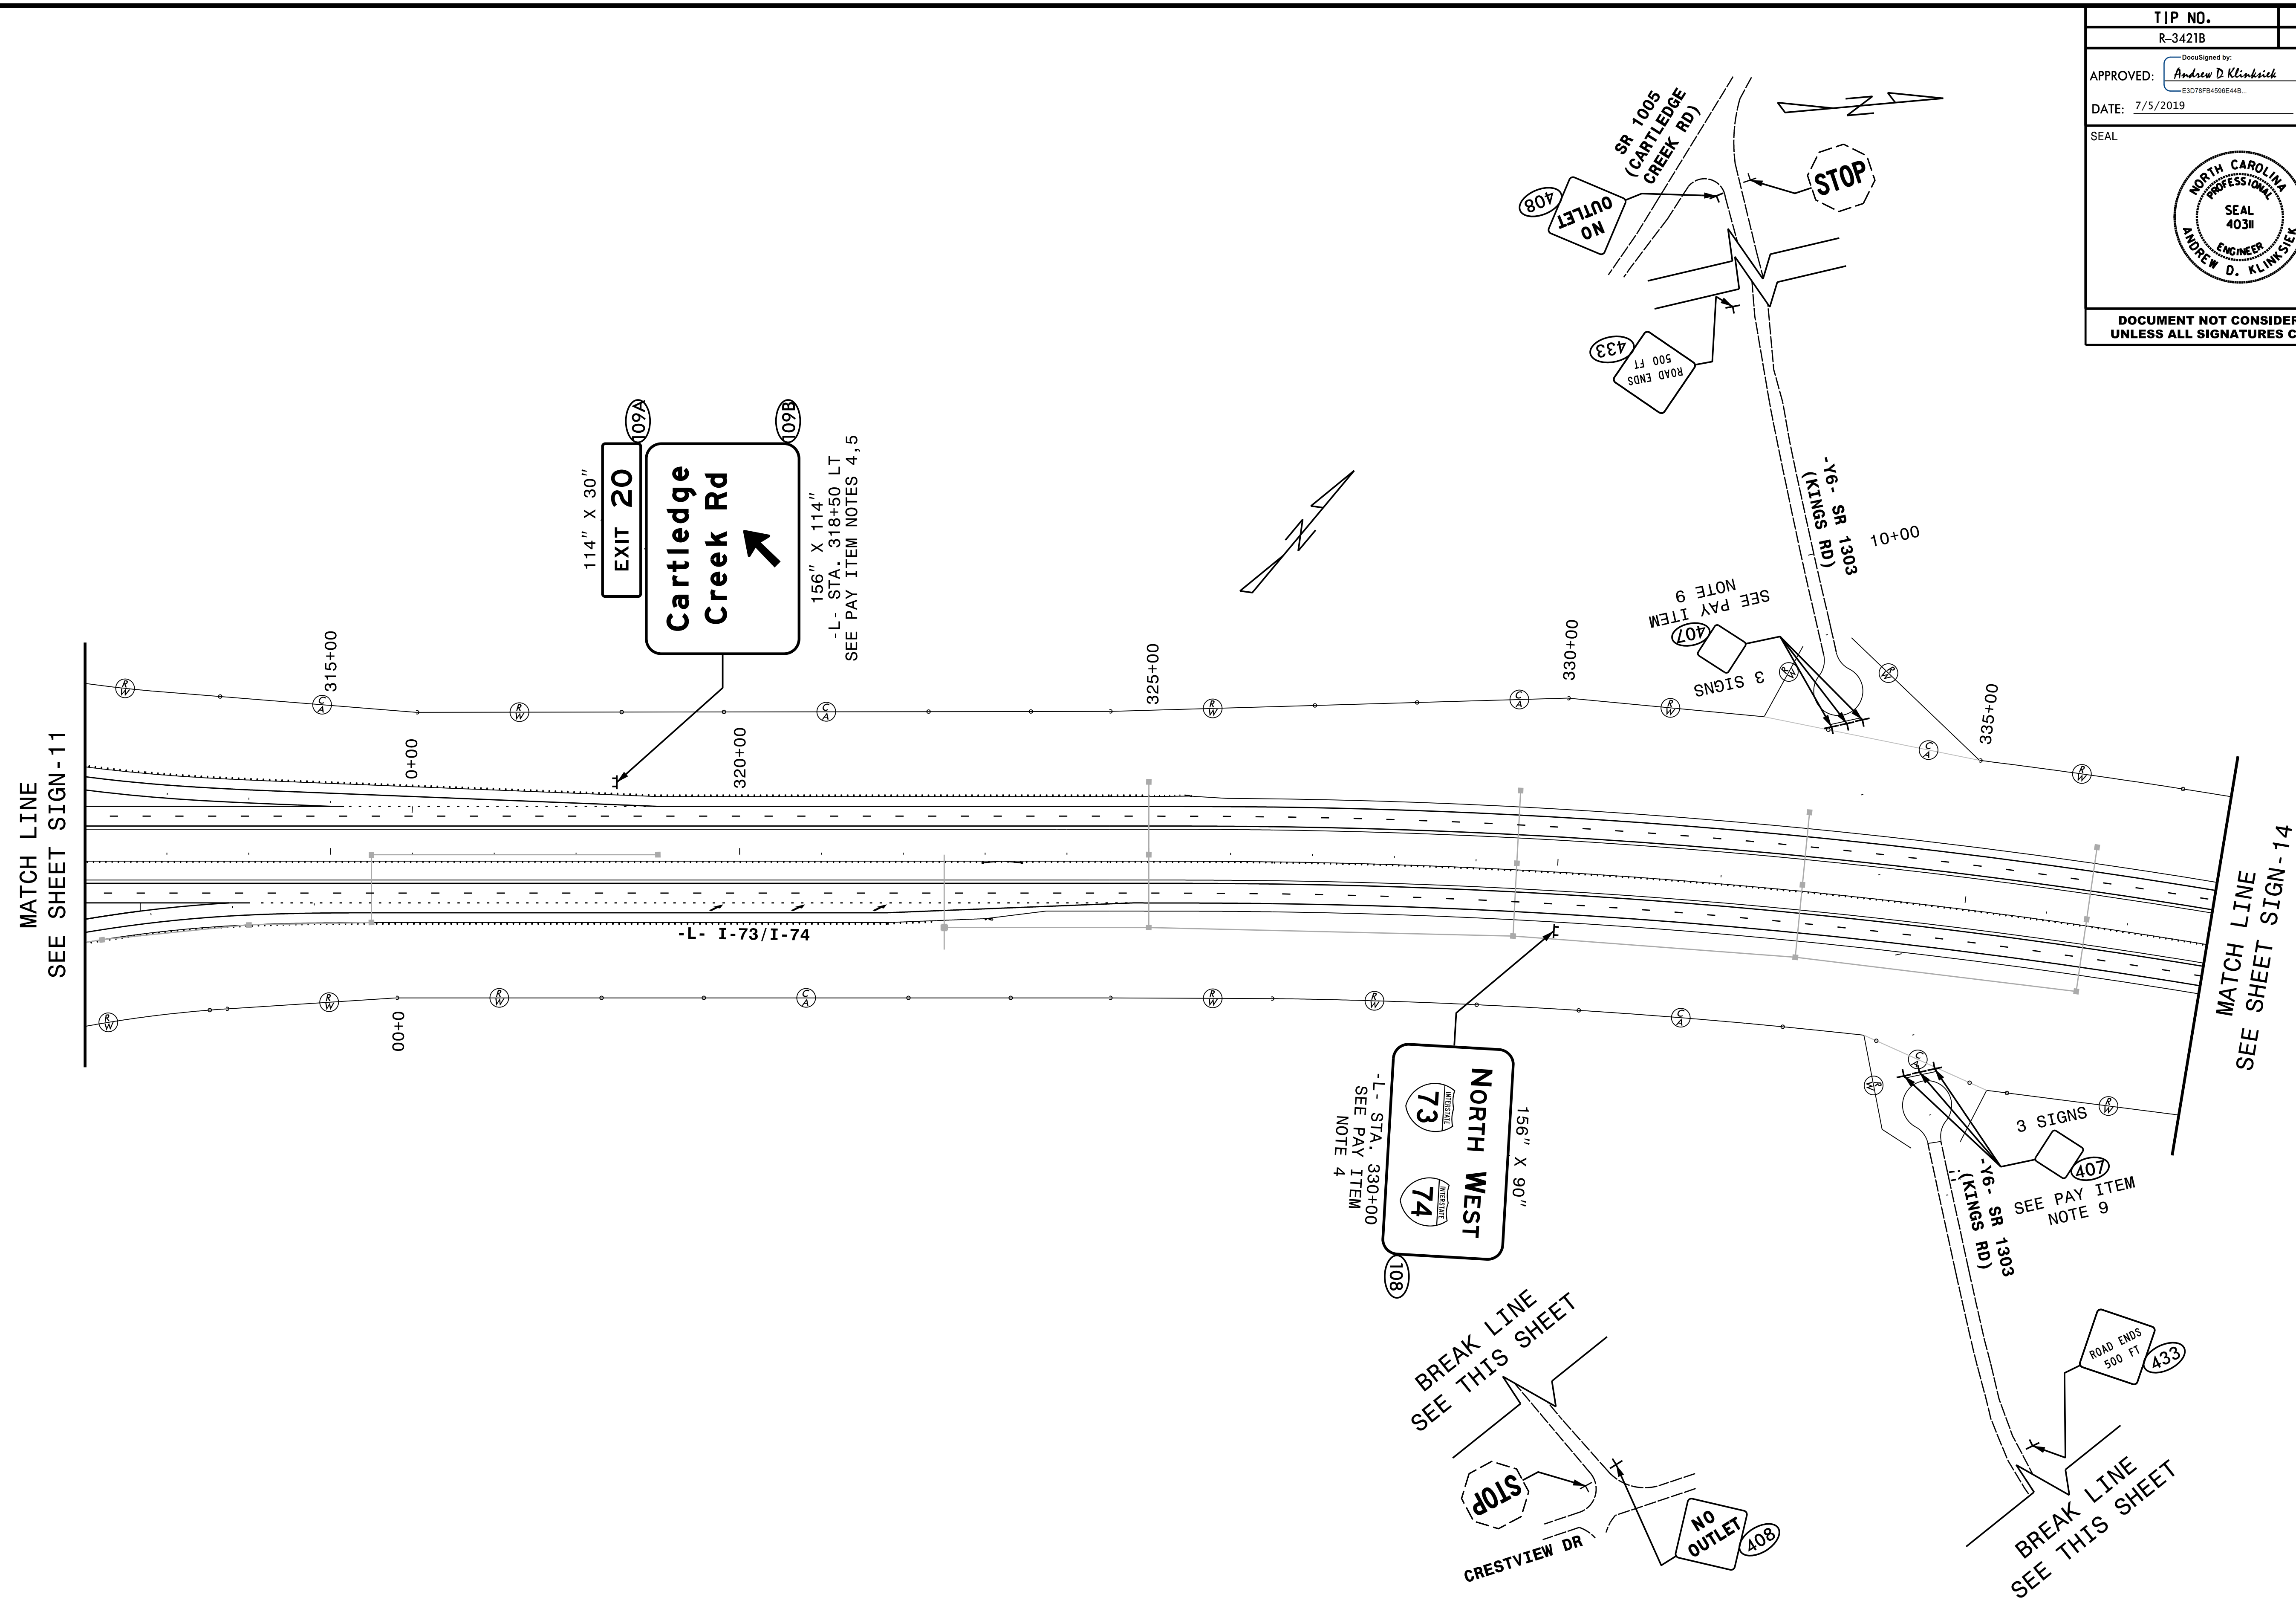 TIP NO.
R-3421B
APPROVED:
DocuSigned by:
Andrew D. Klinksiek
E3D78FB4596E44B...
DATE: 7/5/2019
SEAL
NORTH CAROLINA
PROFESSIONAL
SEAL
40311
ENGINEER
ANDREW D. KLINKSIEK
DOCUMENT NOT CONSIDER
UNLESS ALL SIGNATURES C
SR 1005
(CARTLEDGE
CREEK RD)
408
NO
OUTLET
STOP
433
ROAD ENDS
500 FT
-Y6- SR 1303
(KINGS RD)
10+00
SEE PAY ITEM
NOTE 9
407
3 SIGNS
R/W
R/W
114" X 30"
EXIT 20
109A
109B
Cartledge
Creek Rd
156" X 114"
-L- STA. 318+50 LT
SEE PAY ITEM NOTES 4,5
MATCH LINE
SEE SHEET SIGN-11
R/W
315+00
C/A
0+00
R/W
320+00
C/A
325+00
R/W
C/A
330+00
R/W
C/A
335+00
R/W
MATCH LINE
SEE SHEET SIGN-14
-L- I-73/I-74
R/W
R/W
0+00
R/W
C/A
R/W
R/W
C/A
R/W
C/A
R/W
156" X 90"
NORTH WEST
INTERSTATE
73
INTERSTATE
74
-L- STA. 330+00
SEE PAY ITEM
NOTE 4
108
3 SIGNS
407
SEE PAY ITEM
NOTE 9
-Y6- SR 1303
(KINGS RD)
ROAD ENDS
500 FT
433
BREAK LINE
SEE THIS SHEET
BREAK LINE
SEE THIS SHEET
STOP
NO
OUTLET
408
CRESTVIEW DR